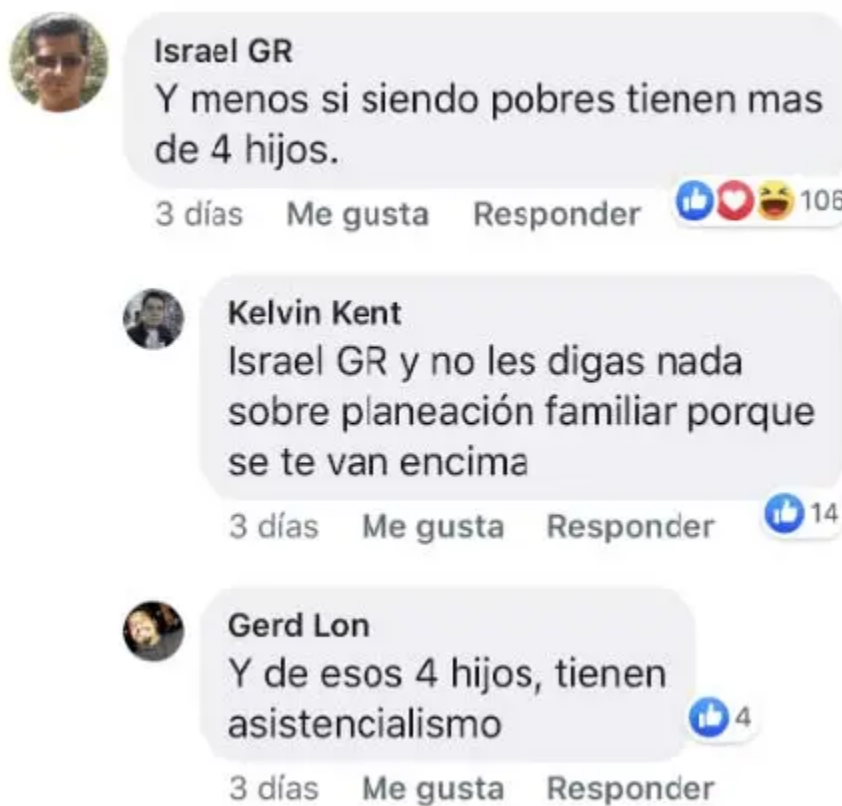 Israel GR
Y menos si siendo pobres tienen mas
de 4 hijos.
3 días Me gusta Responder 106
Kelvin Kent
Israel GR y no les digas nada
sobre planeación familiar porque
se te van encima
3 días Me gusta Responder 14
Gerd Lon
Y de esos 4 hijos, tienen
asistencialismo
4
3 días Me gusta Responder